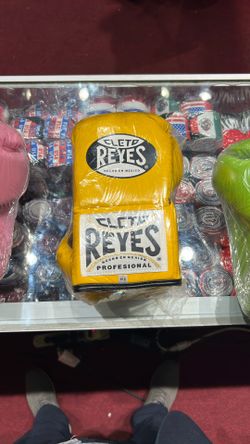 CLETO
REYES
HECHO EN MEXICO
CLETO
REYES
HECHO EN MEXICO
PROFESIONAL